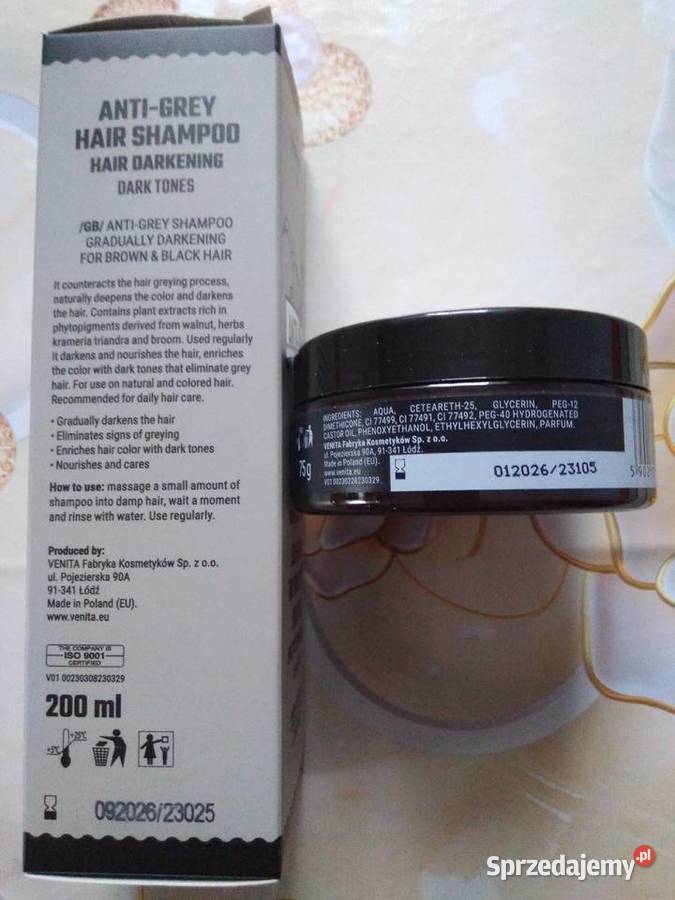 ANTI-GREY
HAIR SHAMPOO
HAIR DARKENING
DARK TONES
/GB/ ANTI-GREY SHAMPOO
GRADUALLY DARKENING
FOR BROWN & BLACK HAIR
It counteracts the hair greying process,
naturally deepens the color and darkens
the hair. Contains plant extracts rich in
phytopigments derived from walnut, herbs
krameria triandra and broom. Used regularly
it darkens and nourishes the hair, enriches
the color with dark tones that eliminate grey
hair. For use on natural and colored hair.
Recommended for daily hair care.
• Gradually darkens the hair
• Eliminates signs of greying
• Enriches hair color with dark tones
• Nourishes and cares
How to use: massage a small amount of
shampoo into damp hair, wait a moment
and rinse with water. Use regularly.
Produced by:
VENITA Fabryka Kosmetyków Sp. z o.o.
ul. Pojezierska 90A
91-341 Łódź
Made in Poland (EU).
www.venita.eu
THE COMPANY IS
ISO 9001
CERTIFIED
V01 00230308230329
200 ml
+5°C +25°C
092026/23025
INGREDIENTS: AQUA, CETEARETH-25, GLYCERIN, PEG-12
DIMETHICONE, CI 77499, CI 77491, CI 77492, PEG-40 HYDROGENATED
CASTOR OIL, PHENOXYETHANOL, ETHYLHEXYLGLYCERIN, PARFUM.
VENITA Fabryka Kosmetyków Sp. z o.o.
ul. Pojezierska 90A, 91-341 Łódź.
Made in Poland (EU).
www.venita.eu
V01 00230228230329.
75g
012026/23105
Sprzedajemy.pl